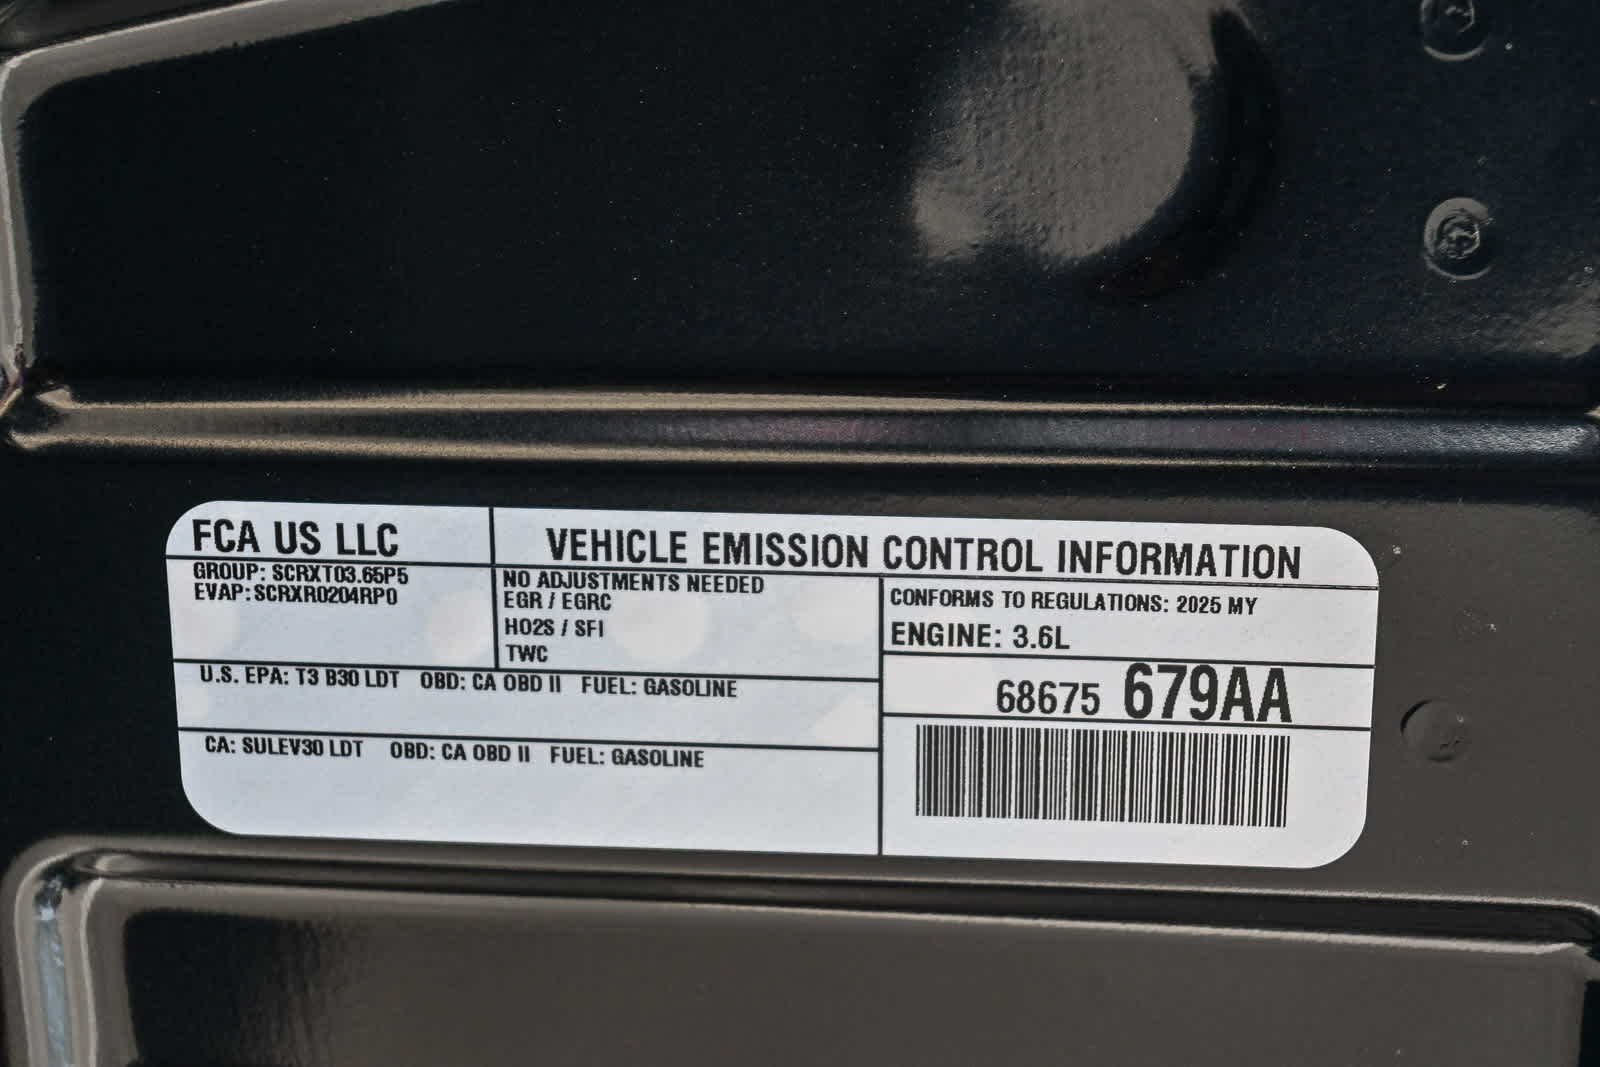 FCA US LLC
VEHICLE EMISSION CONTROL INFORMATION
GROUP: SCRXT03.65P5
EVAP:SCRXR0204RP0
NO ADJUSTMENTS NEEDED
EGR / EGRC
HO2S / SFI
TWC
CONFORMS TO REGULATIONS: 2025 MY
ENGINE: 3.6L
U.S. EPA: T3 B30 LDT OBD: CA OBD II FUEL: GASOLINE
68675 679AA
CA: SULEV30 LDT OBD: CA OBD II FUEL: GASOLINE